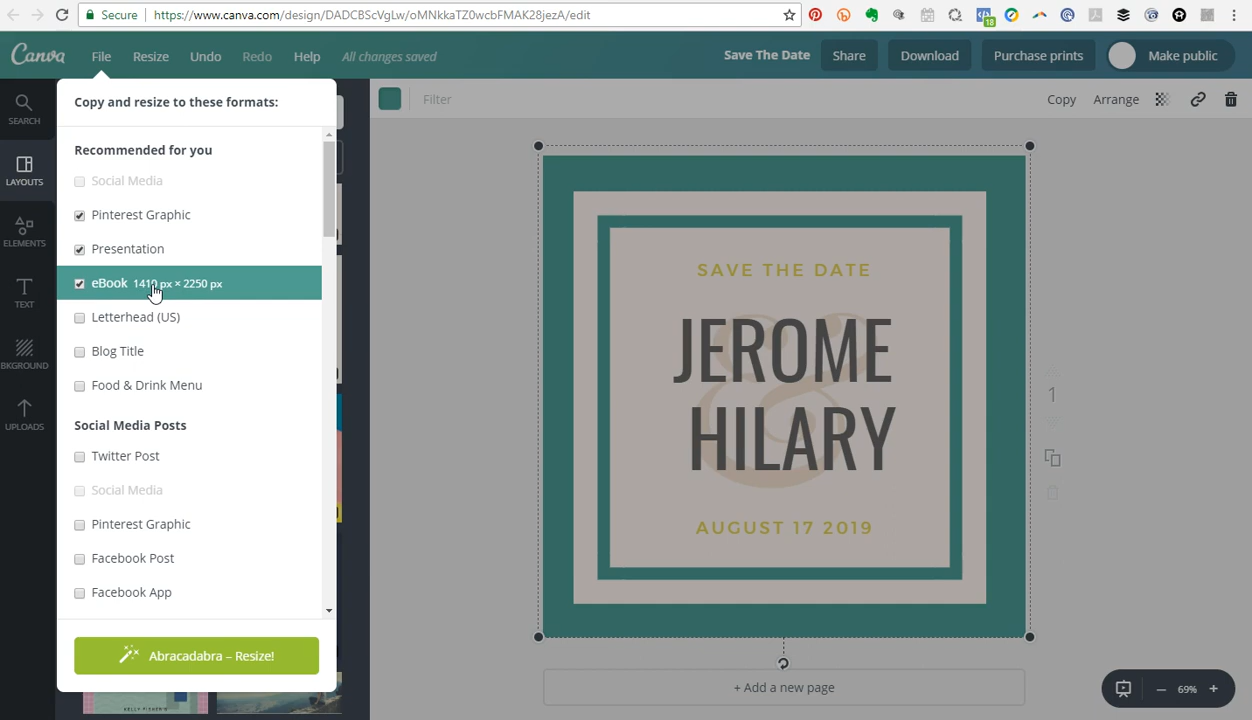 Secure https://www.canva.com/design/DADCBScVgLw/oMNkkaTZ0wcbFMAK28jezA/edit
18
Canva File Resize Undo Redo Help All changes saved Save The Date Share Download Purchase prints Make public
Copy and resize to these formats:
Filter Copy Arrange
SEARCH
LAYOUTS
ELEMENTS
TEXT
BKGROUND
UPLOADS
Recommended for you
Social Media
Pinterest Graphic
Presentation
eBook 1410 px × 2250 px
Letterhead (US)
Blog Title
Food & Drink Menu
Social Media Posts
Twitter Post
Social Media
Pinterest Graphic
Facebook Post
Facebook App
Abracadabra – Resize!
SAVE THE DATE
&
JEROME
HILARY
AUGUST 17 2019
1
+ Add a new page
69%